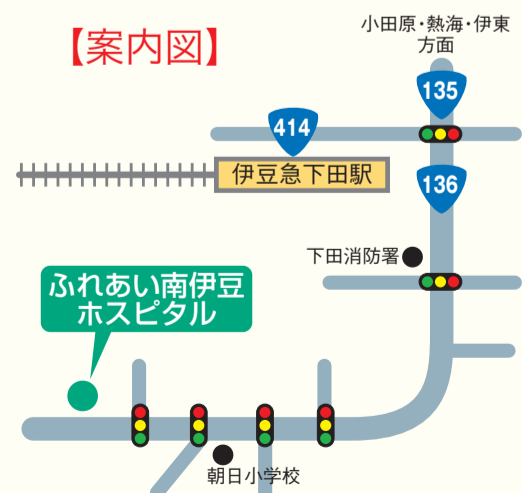 【案内図】
小田原・熱海・伊東
方面
135
414
伊豆急下田駅
136
下田消防署
ふれあい南伊豆
ホスピタル
朝日小学校